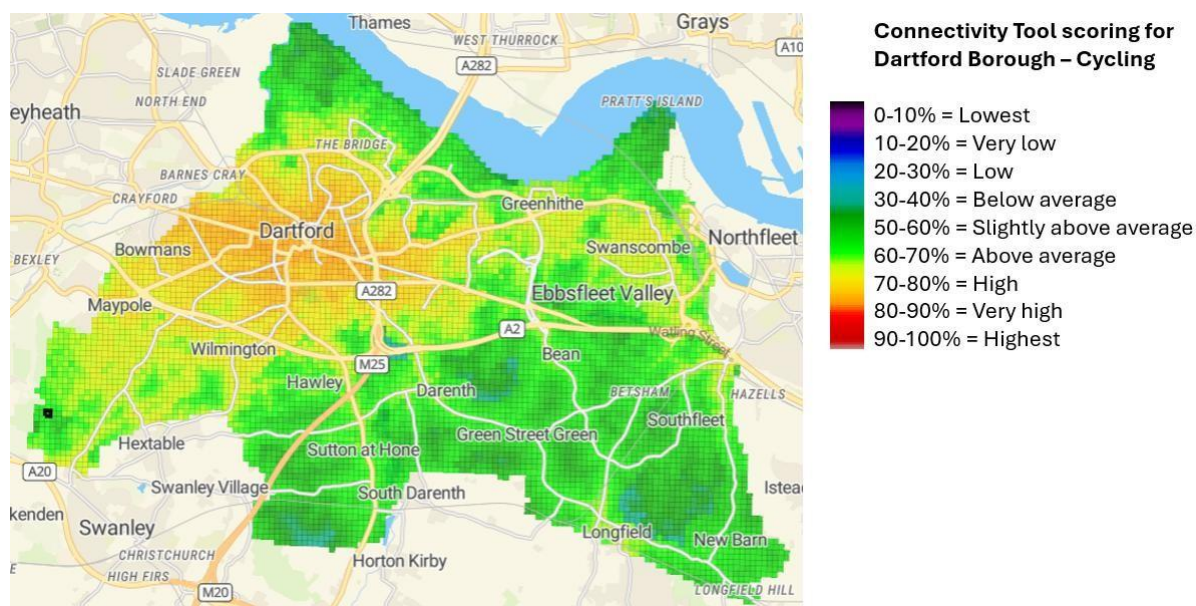 Thames
Grays
WEST THURROCK
A282
A10
SLADE GREEN
NORTH END
eyheath
PRATT'S ISLAND
THE BRIDGE
BARNES CRAY
CRAYFORD
Greenhithe
Dartford
Bowmans
Swanscombe
Northfleet
BEXLEY
A282
Ebbsfleet Valley
Maypole
A2
Watling Street
Wilmington
Bean
M25
Hawley
Darenth
BETSHAM
HAZELLS
Southfleet
Hextable
Green Street Green
Sutton at Hone
A20
Swanley Village
South Darenth
Istea
kenden
Swanley
Longfield
New Barn
CHRISTCHURCH
Horton Kirby
E
HIGH FIRS
M20
LONGFIELD HILL
Connectivity Tool scoring for
Dartford Borough – Cycling
0-10% = Lowest
10-20% = Very low
20-30% = Low
30-40% = Below average
50-60% = Slightly above average
60-70% = Above average
70-80% = High
80-90% = Very high
90-100% = Highest